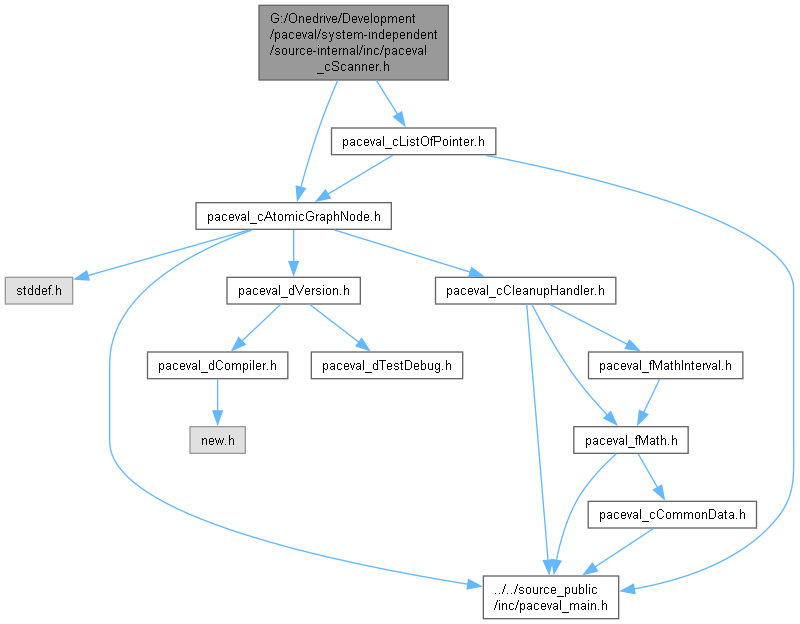 G:/Onedrive/Development
/paceval/system-independent
/source-internal/inc/paceval
_cScanner.h
paceval_cListOfPointer.h
paceval_cAtomicGraphNode.h
stddef.h
paceval_dVersion.h
paceval_cCleanupHandler.h
paceval_dCompiler.h
paceval_dTestDebug.h
paceval_fMathInterval.h
new.h
paceval_fMath.h
paceval_cCommonData.h
../../source_public
/inc/paceval_main.h